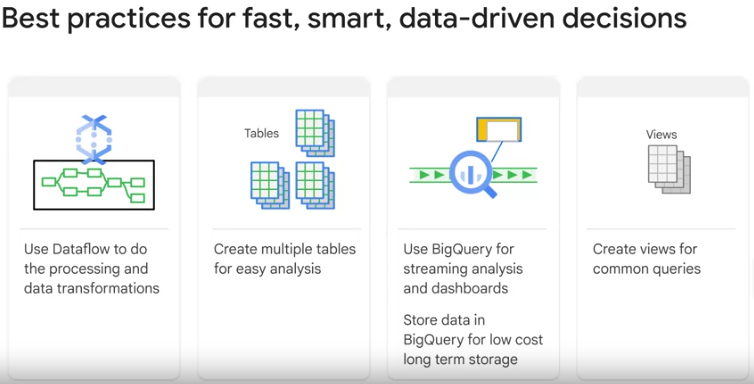 Best practices for fast, smart, data-driven decisions
Use Dataflow to do
the processing and
data transformations
Tables
Create multiple tables
for easy analysis
Use BigQuery for
streaming analysis
and dashboards
Store data in
BigQuery for low cost
long term storage
Views
Create views for
common queries